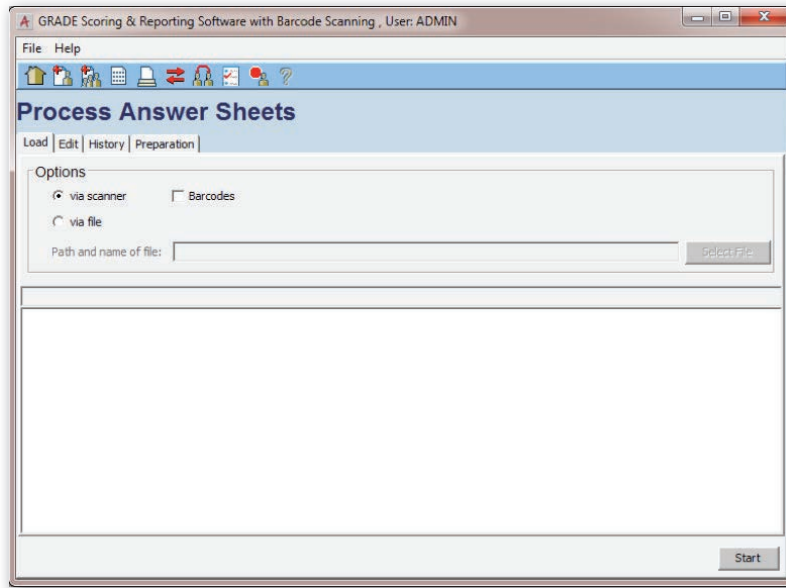 GRADE Scoring & Reporting Software with Barcode Scanning , User: ADMIN
File Help
Process Answer Sheets
Load Edit History Preparation
Options
via scanner Barcodes
via file
Path and name of file: Select File
Start